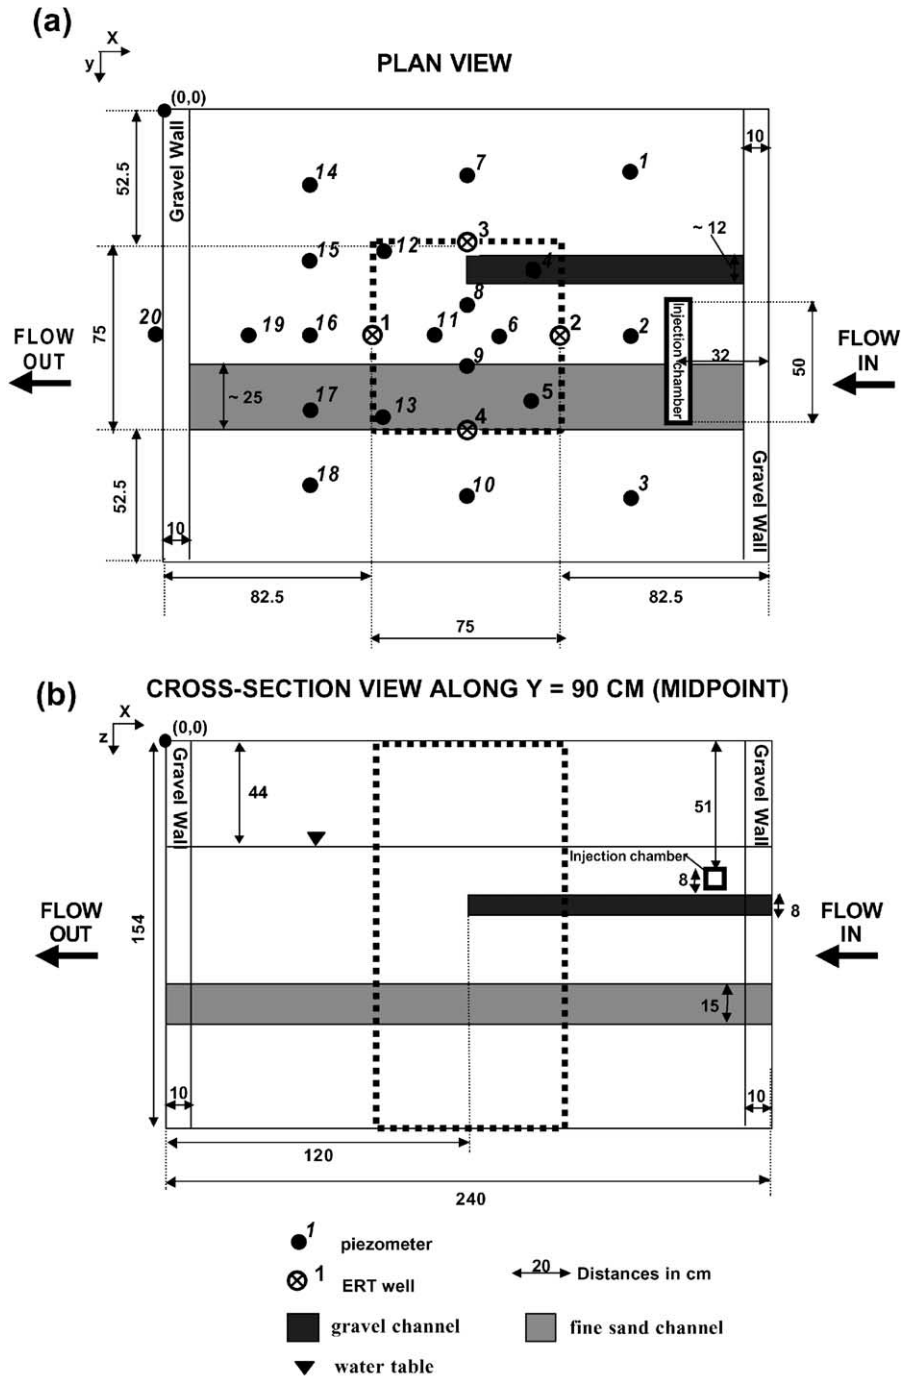 (a)
X
y
PLAN VIEW
(0,0)
Gravel Wall
10
52.5
14
7
1
3
12
~ 12
15
4
8
75
20
19
16
1
11
6
2
2
FLOW
OUT
FLOW
IN
Injection chamber
32
50
9
~ 25
17
13
5
4
18
10
3
52.5
10
Gravel Wall
82.5
82.5
75
(b)
CROSS-SECTION VIEW ALONG Y = 90 CM (MIDPOINT)
X
z
(0,0)
Gravel Wall
Gravel Wall
44
51
Injection chamber
8
8
FLOW
OUT
154
FLOW
IN
15
10
10
120
240
1
piezometer
1
ERT well
20
Distances in cm
gravel channel
fine sand channel
water table